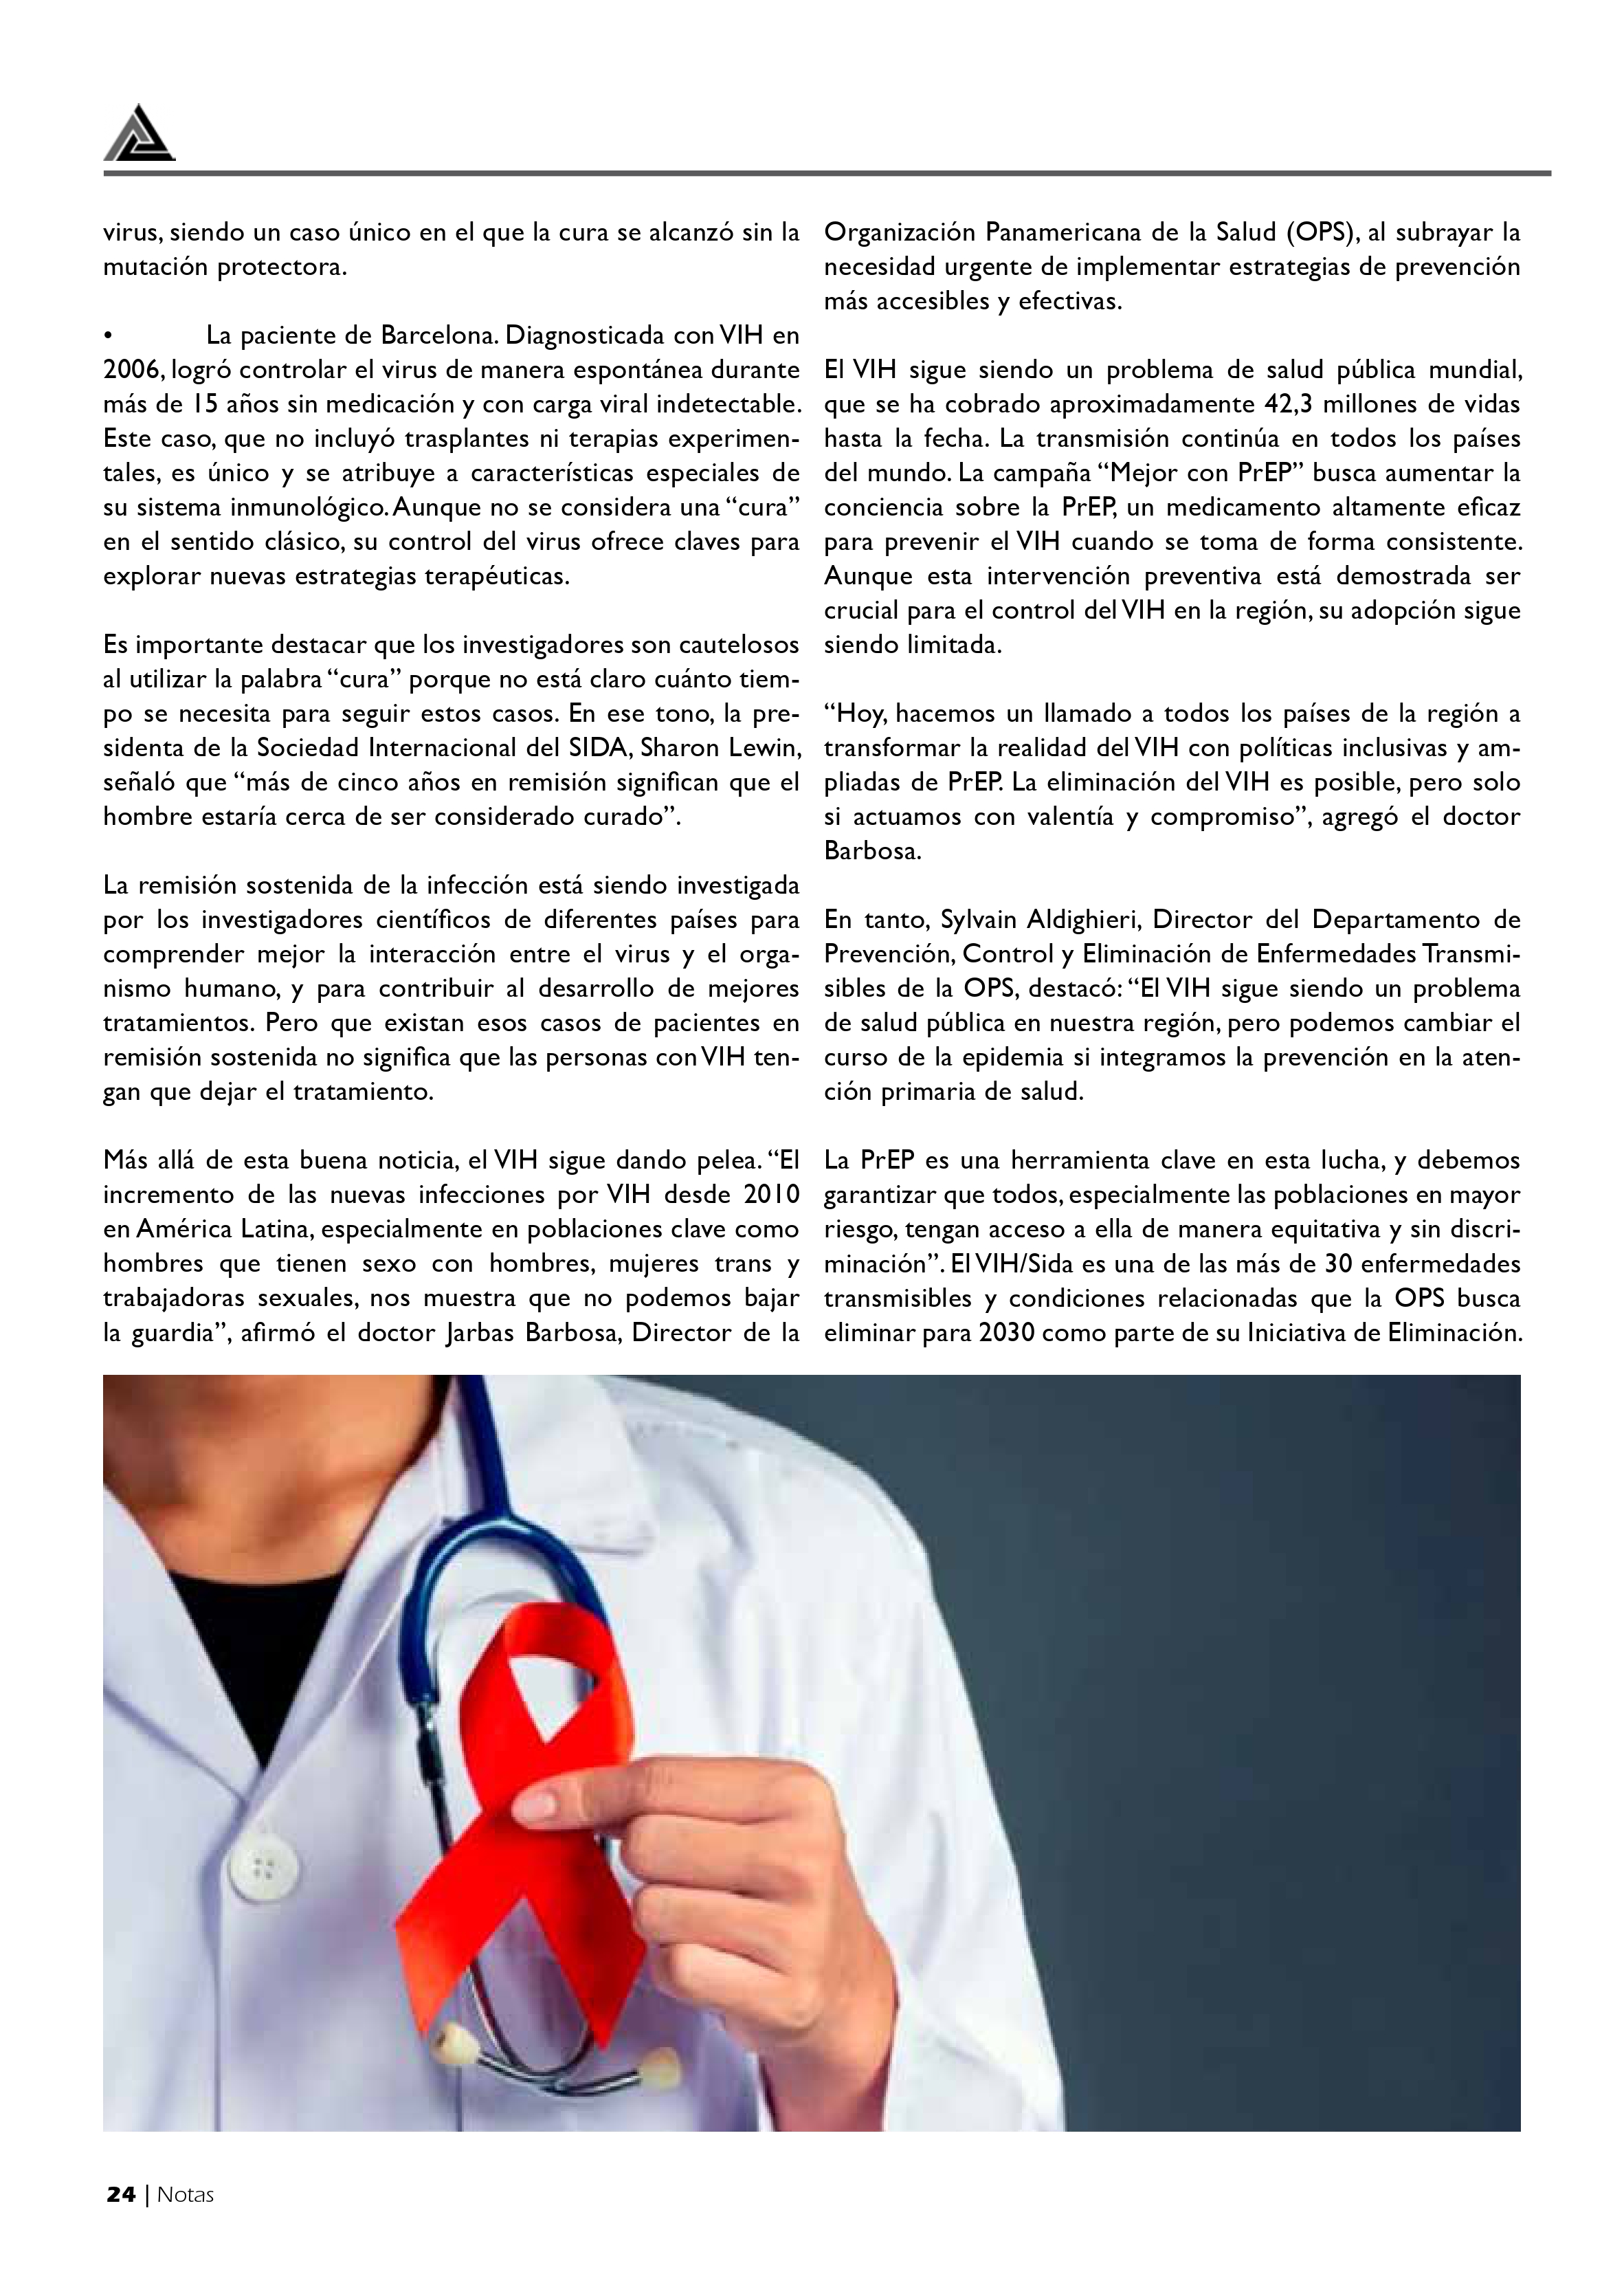 virus, siendo un caso único en el que la cura se alcanzó sin la
mutación protectora.
• La paciente de Barcelona. Diagnosticada con VIH en
2006, logró controlar el virus de manera espontánea durante
más de 15 años sin medicación y con carga viral indetectable.
Este caso, que no incluyó trasplantes ni terapias experimen-
tales, es único y se atribuye a características especiales de
su sistema inmunológico. Aunque no se considera una “cura”
en el sentido clásico, su control del virus ofrece claves para
explorar nuevas estrategias terapéuticas.
Es importante destacar que los investigadores son cautelosos
al utilizar la palabra “cura” porque no está claro cuánto tiem-
po se necesita para seguir estos casos. En ese tono, la pre-
sidenta de la Sociedad Internacional del SIDA, Sharon Lewin,
señaló que “más de cinco años en remisión significan que el
hombre estaría cerca de ser considerado curado”.
La remisión sostenida de la infección está siendo investigada
por los investigadores científicos de diferentes países para
comprender mejor la interacción entre el virus y el orga-
nismo humano, y para contribuir al desarrollo de mejores
tratamientos. Pero que existan esos casos de pacientes en
remisión sostenida no significa que las personas con VIH ten-
gan que dejar el tratamiento.
Más allá de esta buena noticia, el VIH sigue dando pelea. “El
incremento de las nuevas infecciones por VIH desde 2010
en América Latina, especialmente en poblaciones clave como
hombres que tienen sexo con hombres, mujeres trans y
trabajadoras sexuales, nos muestra que no podemos bajar
la guardia”, afirmó el doctor Jarbas Barbosa, Director de la
Organización Panamericana de la Salud (OPS), al subrayar la
necesidad urgente de implementar estrategias de prevención
más accesibles y efectivas.
El VIH sigue siendo un problema de salud pública mundial,
que se ha cobrado aproximadamente 42,3 millones de vidas
hasta la fecha. La transmisión continúa en todos los países
del mundo. La campaña “Mejor con PrEP” busca aumentar la
conciencia sobre la PrEP, un medicamento altamente eficaz
para prevenir el VIH cuando se toma de forma consistente.
Aunque esta intervención preventiva está demostrada ser
crucial para el control del VIH en la región, su adopción sigue
siendo limitada.
“Hoy, hacemos un llamado a todos los países de la región a
transformar la realidad del VIH con políticas inclusivas y am-
pliadas de PrEP. La eliminación del VIH es posible, pero solo
si actuamos con valentía y compromiso”, agregó el doctor
Barbosa.
En tanto, Sylvain Aldighieri, Director del Departamento de
Prevención, Control y Eliminación de Enfermedades Transmi-
sibles de la OPS, destacó: “El VIH sigue siendo un problema
de salud pública en nuestra región, pero podemos cambiar el
curso de la epidemia si integramos la prevención en la aten-
ción primaria de salud.
La PrEP es una herramienta clave en esta lucha, y debemos
garantizar que todos, especialmente las poblaciones en mayor
riesgo, tengan acceso a ella de manera equitativa y sin discri-
minación”. El VIH/Sida es una de las más de 30 enfermedades
transmisibles y condiciones relacionadas que la OPS busca
eliminar para 2030 como parte de su Iniciativa de Eliminación.
24 | Notas